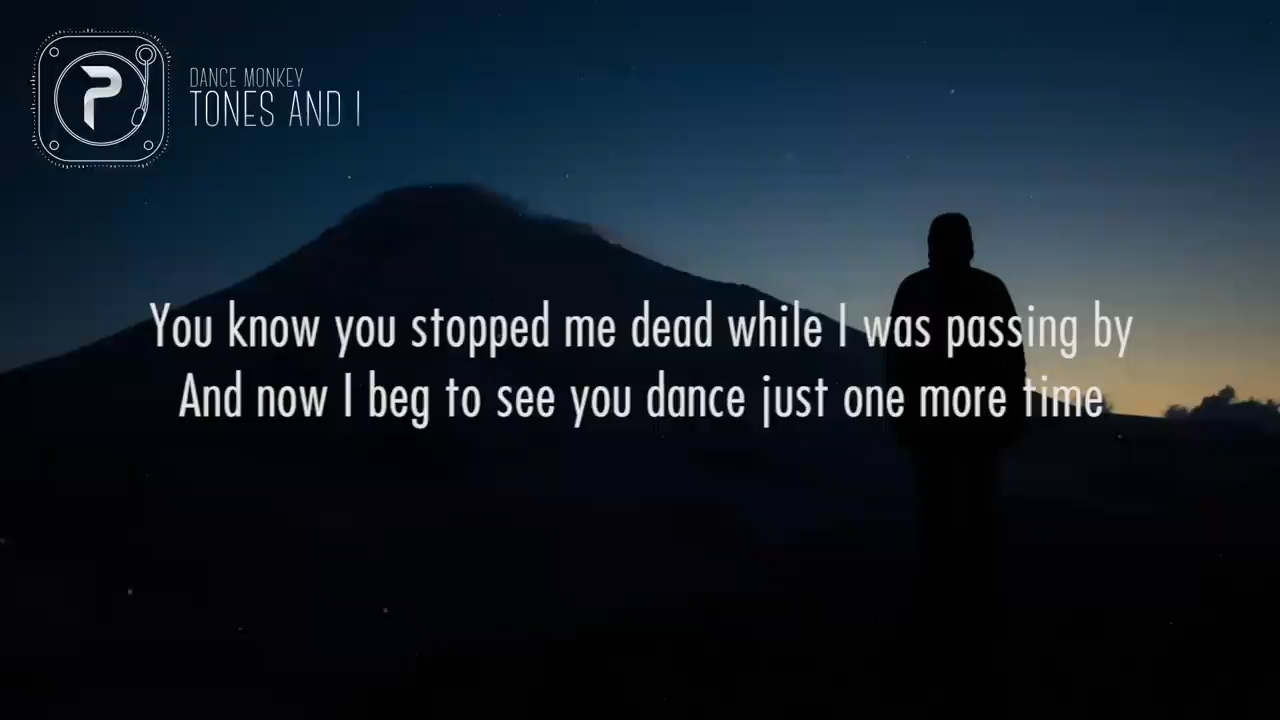 P
DANCE MONKEY
TONES AND I
You know you stopped me dead while I was passing by
And now I beg to see you dance just one more time